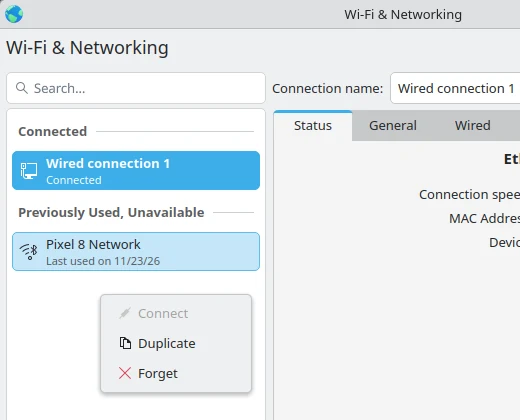 Wi-Fi & Networking
Wi-Fi & Networking
Search...
Connection name: Wired connection 1
Status General Wired
Connected
Wired connection 1
Connected
Previously Used, Unavailable
Pixel 8 Network
Last used on 11/23/26
Connect
Duplicate
Forget
Et
Connection spee
MAC Addres
Devic